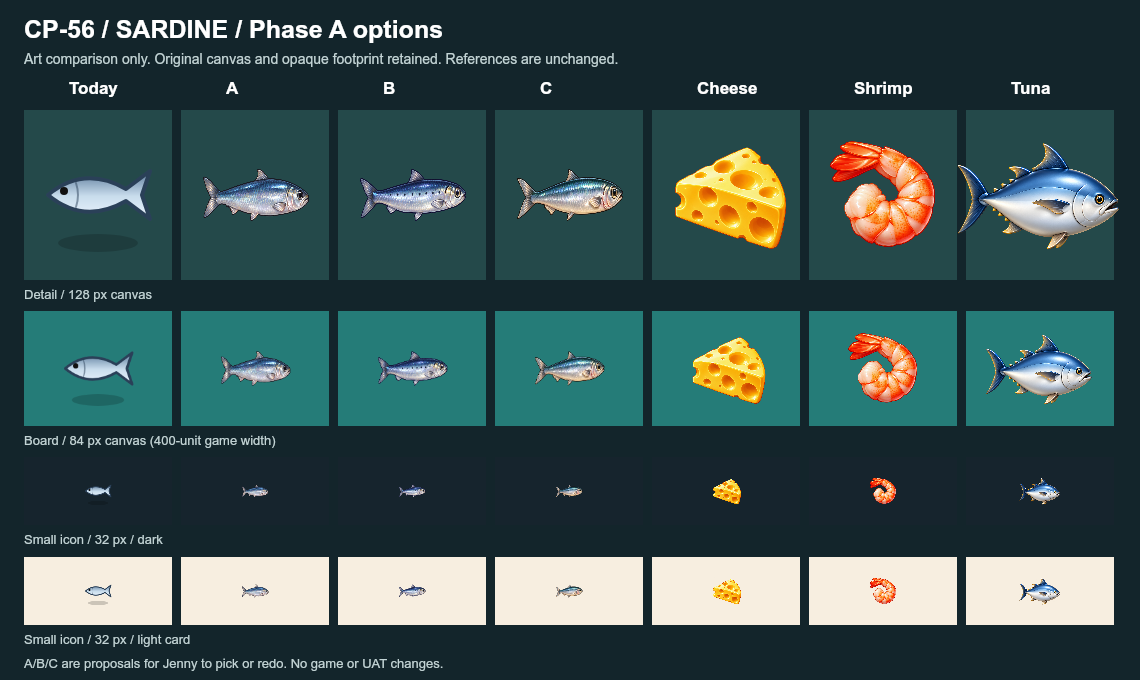 CP-56 / SARDINE / Phase A options
Art comparison only. Original canvas and opaque footprint retained. References are unchanged.
Today A B C Cheese Shrimp Tuna
Detail / 128 px canvas
Board / 84 px canvas (400-unit game width)
Small icon / 32 px / dark
Small icon / 32 px / light card
A/B/C are proposals for Jenny to pick or redo. No game or UAT changes.